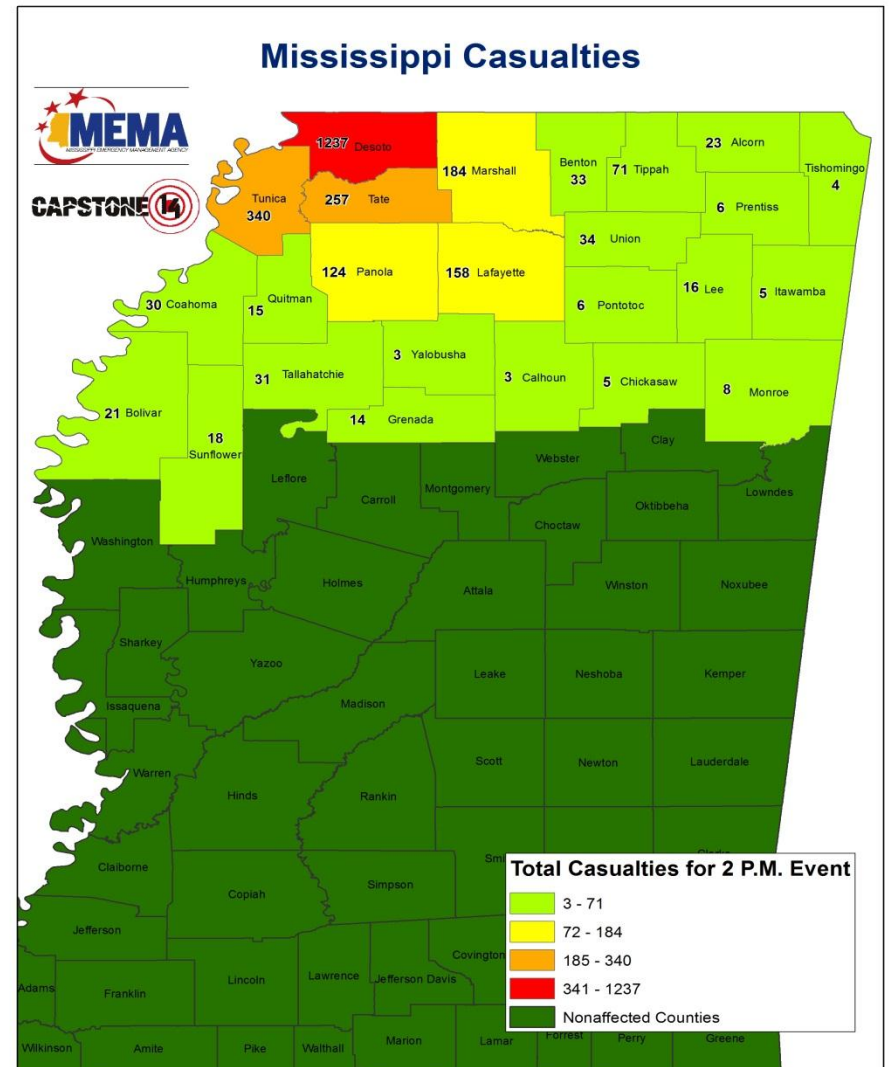 Mississippi Casualties
MEMA
MISSISSIPPI EMERGENCY MANAGEMENT AGENCY
CAPSTONE 14
1237 Desoto
184 Marshall
Benton
33
71 Tippah
23 Alcorn
Tishomingo
4
Tunica
340
257 Tate
6 Prentiss
34 Union
124 Panola
158 Lafayette
30 Coahoma
15 Quitman
6 Pontotoc
16 Lee
5 Itawamba
31 Tallahatchie
3 Yalobusha
3 Calhoun
5 Chickasaw
8 Monroe
21 Bolivar
18
Sunflower
14 Grenada
Leflore
Carroll
Montgomery
Webster
Clay
Lowndes
Oktibbeha
Choctaw
Washington
Humphreys
Holmes
Attala
Winston
Noxubee
Sharkey
Yazoo
Leake
Neshoba
Kemper
Issaquena
Madison
Warren
Hinds
Rankin
Scott
Newton
Lauderdale
Claiborne
Copiah
Simpson
Smi
Jefferson
Covington
Adams
Franklin
Lincoln
Lawrence
Jefferson Davis
Wilkinson
Amite
Pike
Walthall
Marion
Lamar
Forrest
Perry
Greene
Total Casualties for 2 P.M. Event
3 - 71
72 - 184
185 - 340
341 - 1237
Nonaffected Counties